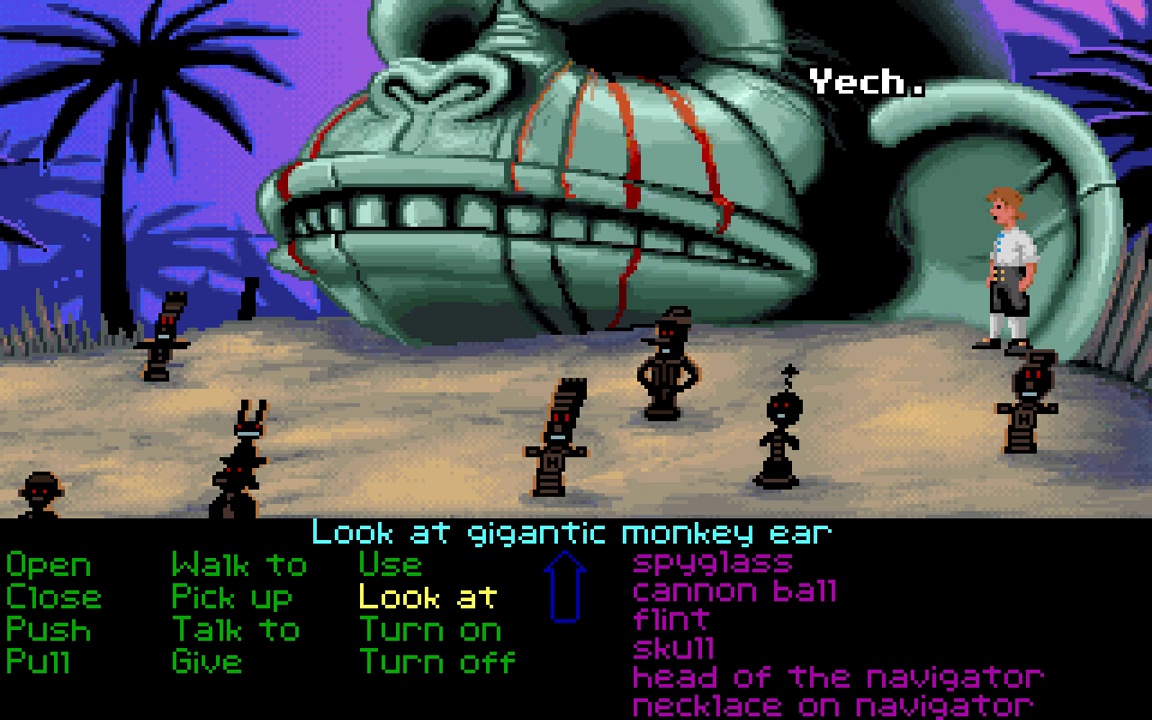 Yech.
Look at gigantic monkey ear
Open Walk to Use spyglass
Close Pick up Look at cannon ball
Push Talk to Turn on flint
Pull Give Turn off skull
head of the navigator
necklace on navigator